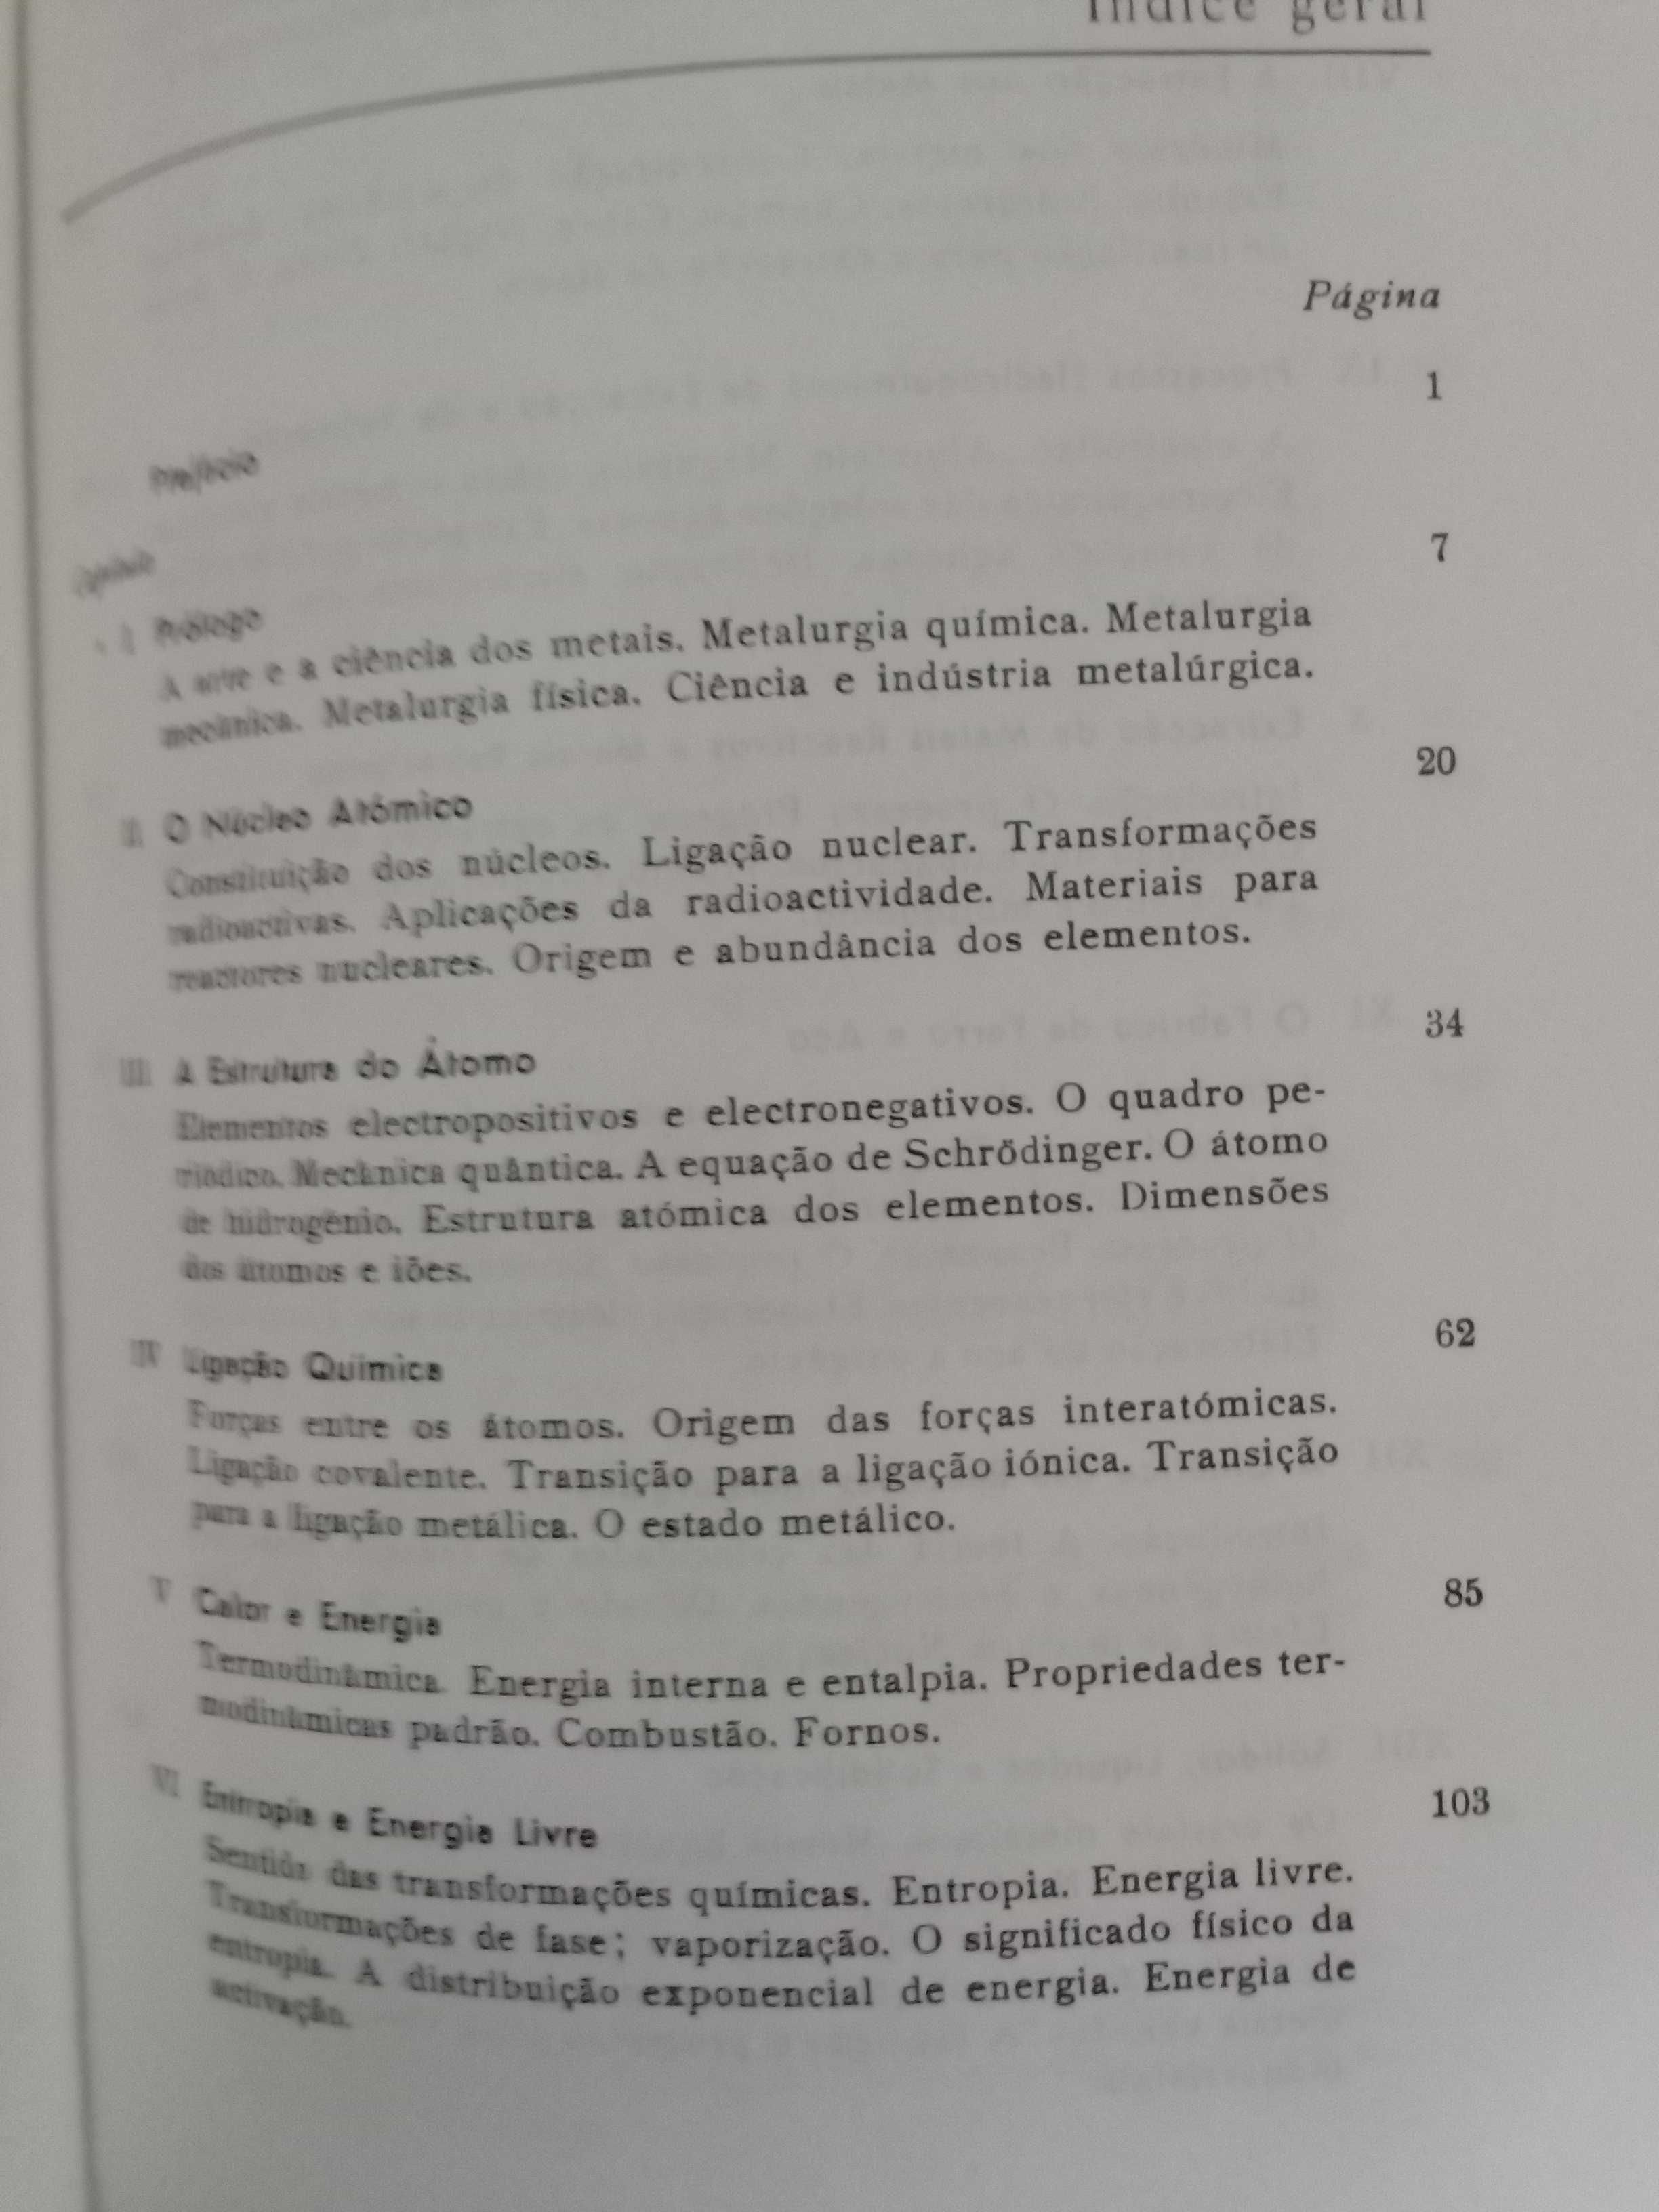 Índice geral
Página
Prefácio 1
Capítulo
I Prólogo 7
A arte e a ciência dos metais. Metalurgia química. Metalurgia
mecânica. Metalurgia física. Ciência e indústria metalúrgica.
II O Núcleo Atómico 20
Constituição dos núcleos. Ligação nuclear. Transformações
radioactivas. Aplicações da radioactividade. Materiais para
reactores nucleares. Origem e abundância dos elementos.
III A Estrutura do Átomo 34
Elementos electropositivos e electronegativos. O quadro pe-
riódico. Mecânica quântica. A equação de Schrödinger. O átomo
de hidrogénio. Estrutura atómica dos elementos. Dimensões
dos átomos e iões.
IV Ligação Química 62
Forças entre os átomos. Origem das forças interatómicas.
Ligação covalente. Transição para a ligação iónica. Transição
para a ligação metálica. O estado metálico.
V Calor e Energia 85
Termodinâmica. Energia interna e entalpia. Propriedades ter-
modinâmicas padrão. Combustão. Fornos.
VI Entropia e Energia Livre 103
Sentido das transformações químicas. Entropia. Energia livre.
Transformações de fase; vaporização. O significado físico da
entropia. A distribuição exponencial de energia. Energia de
activação.